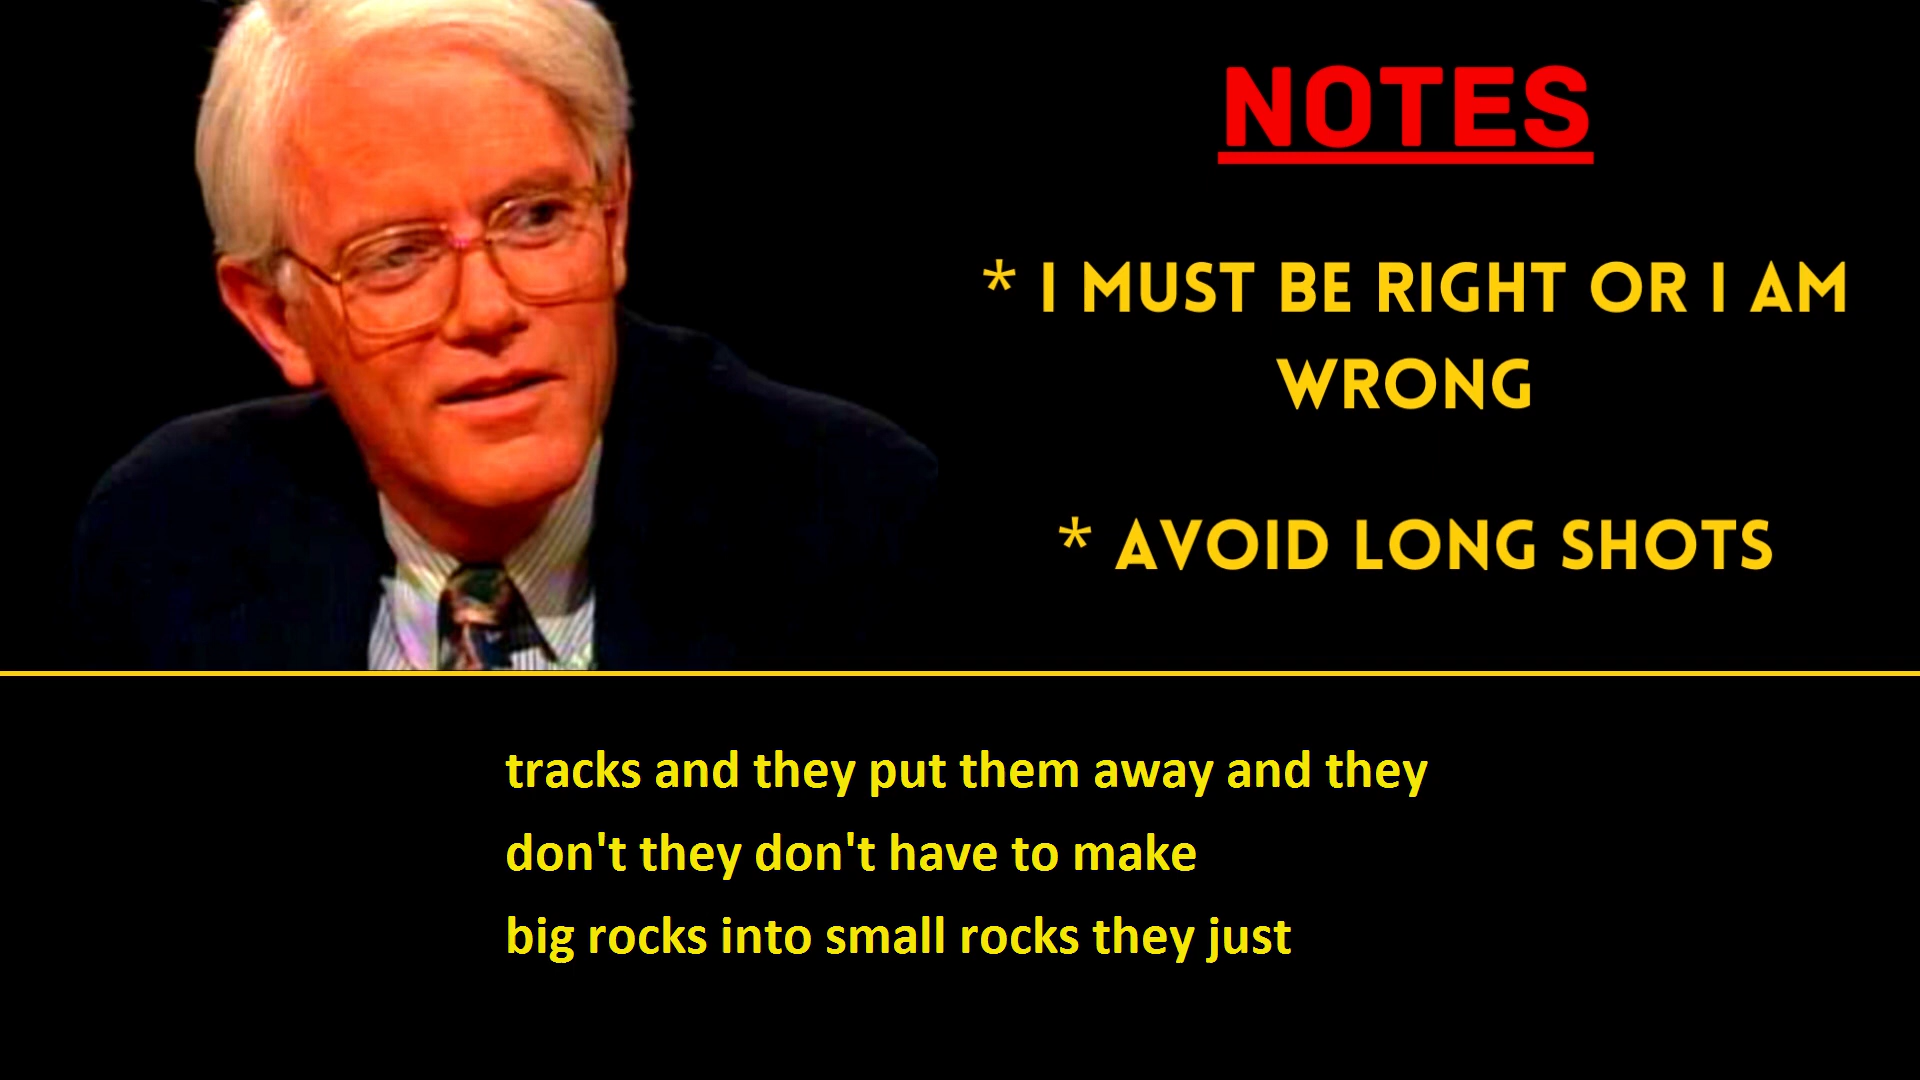 NOTES
* I MUST BE RIGHT OR I AM
WRONG
* AVOID LONG SHOTS
tracks and they put them away and they
don't they don't have to make
big rocks into small rocks they just